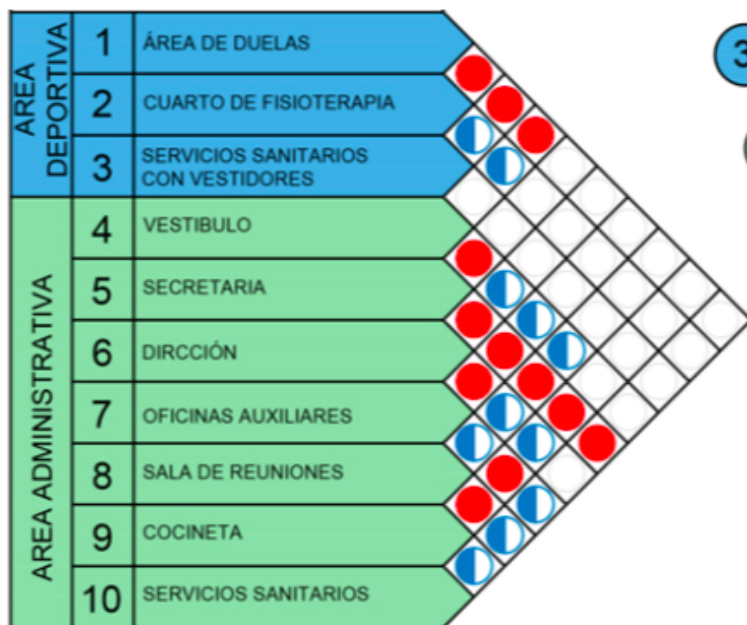 AREA
DEPORTIVA
1 ÁREA DE DUELAS
3
2 CUARTO DE FISIOTERAPIA
3 SERVICIOS SANITARIOS
CON VESTIDORES
AREA ADMINISTRATIVA
4 VESTIBULO
5 SECRETARIA
6 DIRCCIÓN
7 OFICINAS AUXILIARES
8 SALA DE REUNIONES
9 COCINETA
10 SERVICIOS SANITARIOS